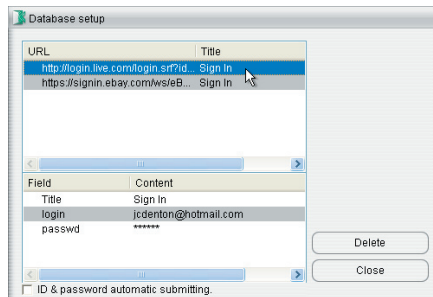 Database setup
URL Title
http://login.live.com/login.srf?id... Sign In
https://signin.ebay.com/ws/eB... Sign In
Field Content
Title Sign In
login jcdenton@hotmail.com
passwd ******
Delete
Close
ID & password automatic submitting.